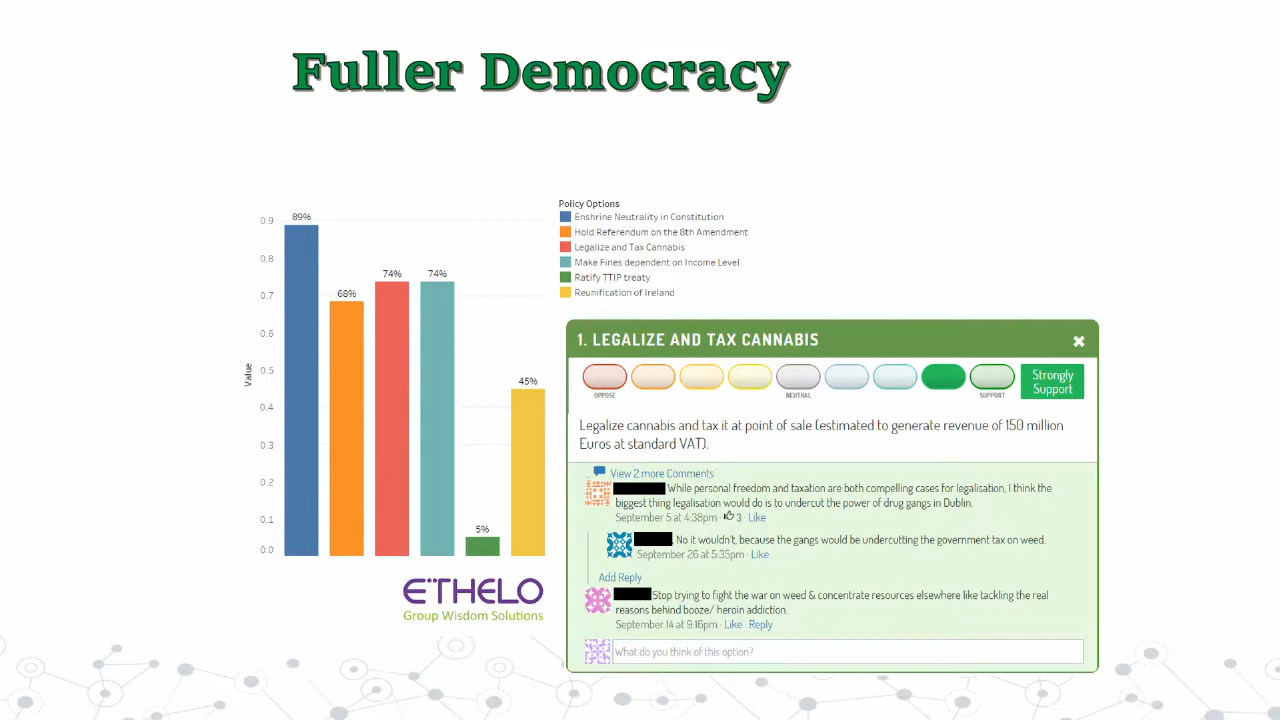 Fuller Democracy
Policy Options
Enshrine Neutrality in Constitution
Hold Referendum on the 8th Amendment
Legalize and Tax Cannabis
Make Fines dependent on Income Level
Ratify TTIP treaty
Reunification of Ireland
Value
0.9
0.8
0.7
0.6
0.5
0.4
0.3
0.2
0.1
0.0
89%
68%
74%
74%
5%
45%
ETHELO
Group Wisdom Solutions
1. LEGALIZE AND TAX CANNABIS
OPPOSE
NEUTRAL
SUPPORT
Strongly
Support
Legalize cannabis and tax it at point of sale (estimated to generate revenue of 150 million
Euros at standard VAT).
View 2 more Comments
While personal freedom and taxation are both compelling cases for legalisation, I think the
biggest thing legalisation would do is to undercut the power of drug gangs in Dublin.
September 5 at 4:38pm · 3 · Like
No it wouldn't, because the gangs would be undercutting the government tax on weed.
September 26 at 5:35pm · Like
Add Reply
Stop trying to fight the war on weed & concentrate resources elsewhere like tackling the real
reasons behind booze/ heroin addiction.
September 14 at 9:16pm · Like · Reply
What do you think of this option?